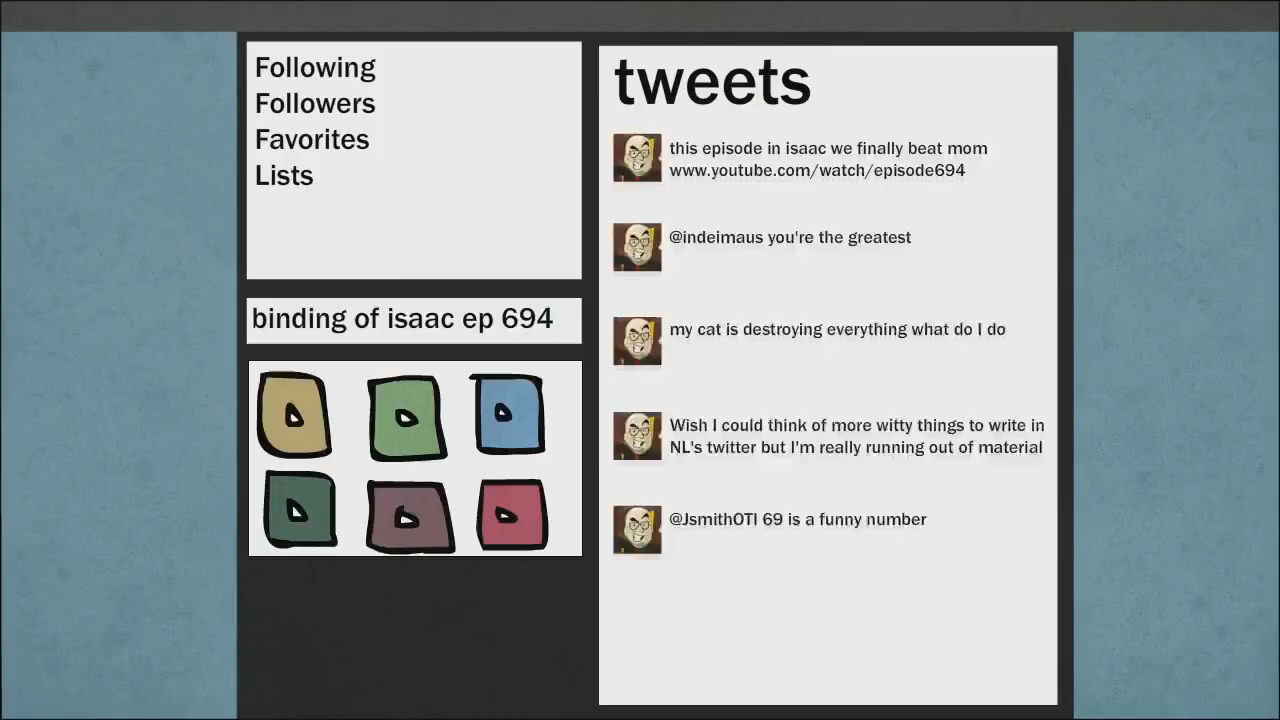 Following
Followers
Favorites
Lists
binding of isaac ep 694
tweets
this episode in isaac we finally beat mom
www.youtube.com/watch/episode694
@indeimaus you're the greatest
my cat is destroying everything what do I do
Wish I could think of more witty things to write in
NL's twitter but I'm really running out of material
@JsmithOTI 69 is a funny number